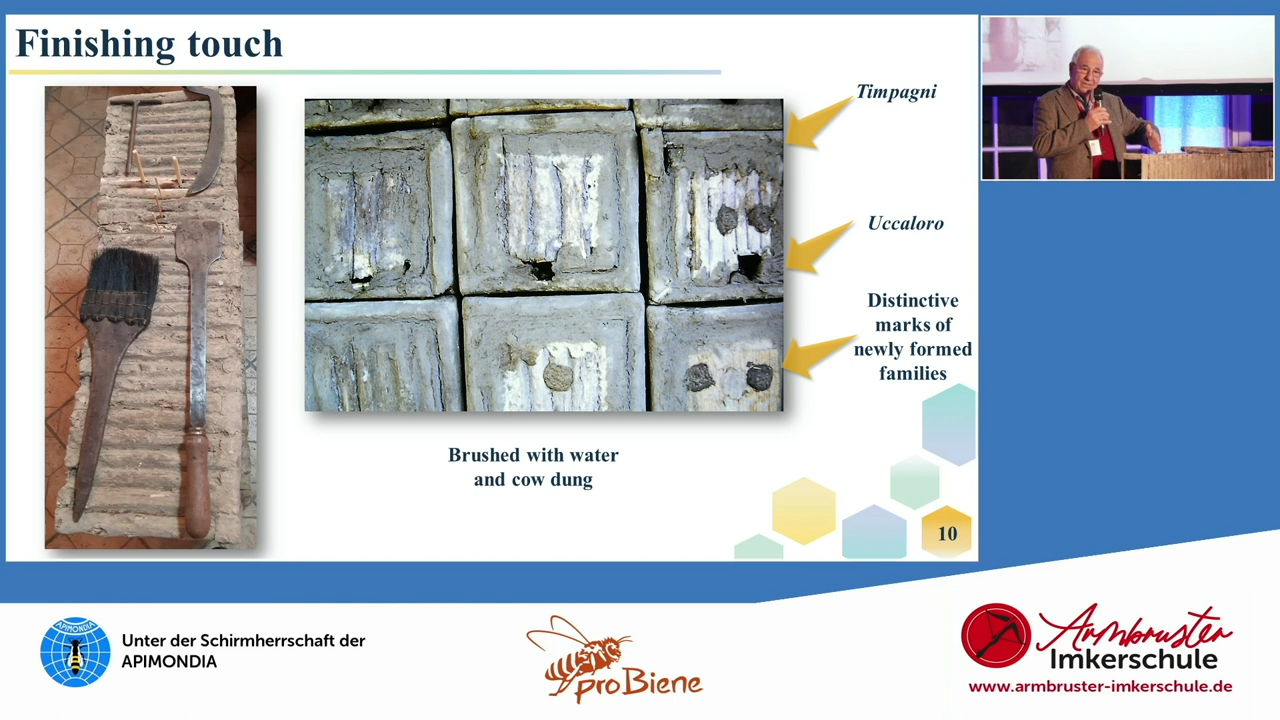 Finishing touch
Timpagni
Uccaloro
Distinctive
marks of
newly formed
families
Brushed with water
and cow dung
10
APIMONDIA
Unter der Schirmherrschaft der
APIMONDIA
proBiene
Armbruster
Imkerschule
www.armbruster-imkerschule.de